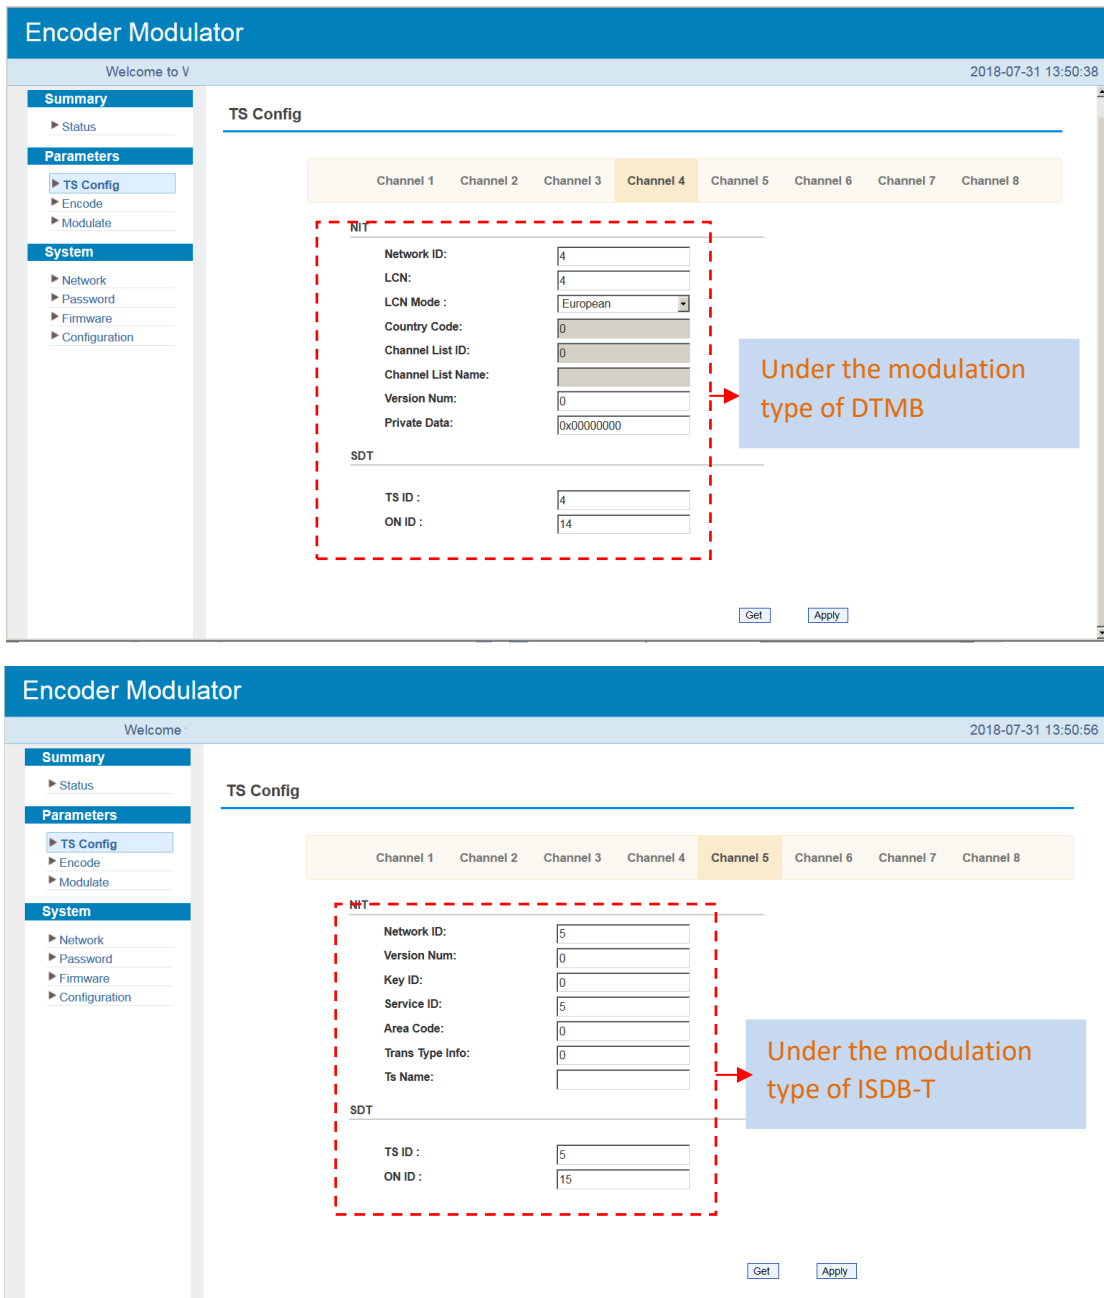 Encoder Modulator
Welcome to V
2018-07-31 13:50:38
Summary
Status
Parameters
TS Config
Encode
Modulate
System
Network
Password
Firmware
Configuration
TS Config
Channel 1 Channel 2 Channel 3 Channel 4 Channel 5 Channel 6 Channel 7 Channel 8
NIT
Network ID: 4
LCN: 4
LCN Mode : European
Country Code: 0
Channel List ID: 0
Channel List Name:
Version Num: 0
Private Data: 0x00000000
SDT
TS ID : 4
ON ID : 14
Under the modulation
type of DTMB
Get Apply
Encoder Modulator
Welcome
2018-07-31 13:50:56
Summary
Status
Parameters
TS Config
Encode
Modulate
System
Network
Password
Firmware
Configuration
TS Config
Channel 1 Channel 2 Channel 3 Channel 4 Channel 5 Channel 6 Channel 7 Channel 8
NIT
Network ID: 5
Version Num: 0
Key ID: 0
Service ID: 5
Area Code: 0
Trans Type Info: 0
Ts Name:
SDT
TS ID : 5
ON ID : 15
Under the modulation
type of ISDB-T
Get Apply